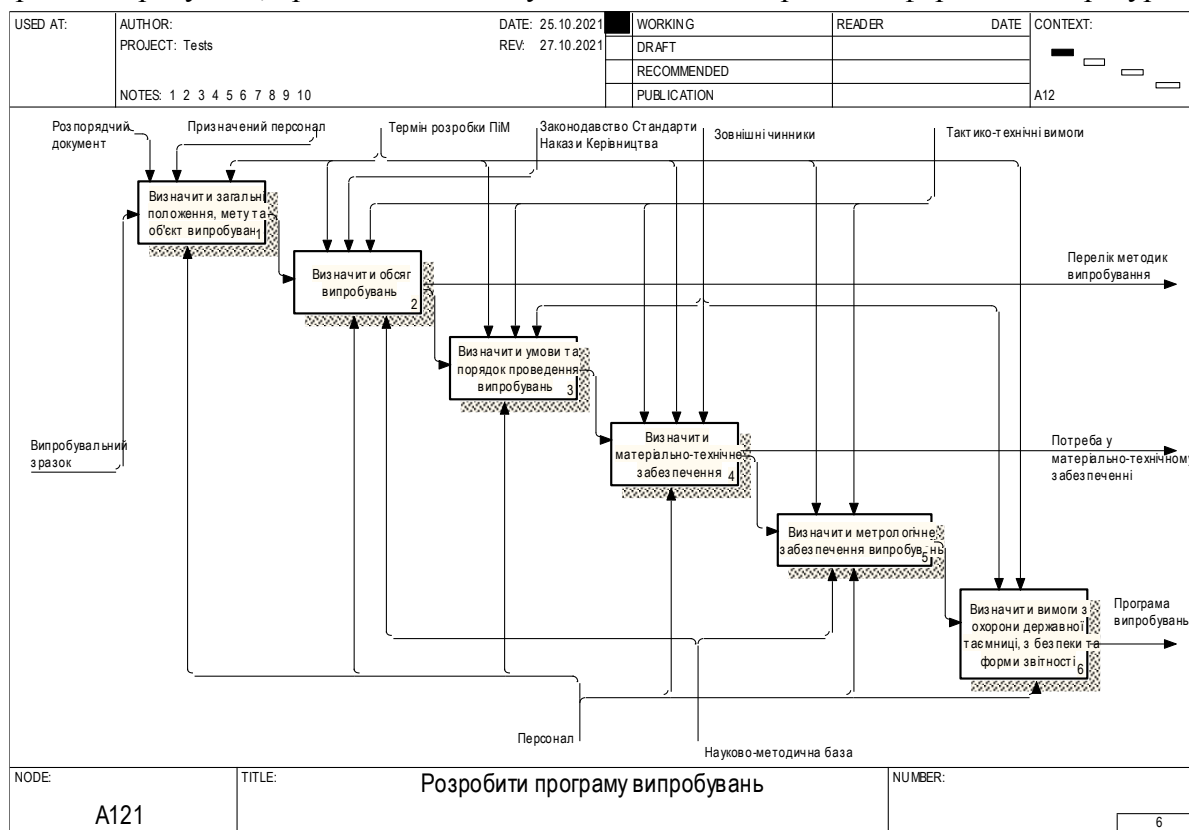 USED AT:
AUTHOR:
DATE: 25.10.2021
WORKING
READER
DATE
CONTEXT:
PROJECT: Tests
REV: 27.10.2021
DRAFT
RECOMMENDED
NOTES: 1 2 3 4 5 6 7 8 9 10
PUBLICATION
A12
Розпорядчий
документ
Призначений персонал
Термін розробки ПіМ
Законодавство Стандарти
Накази Керівництва
Зовнішні чинники
Тактико-технічні вимоги
Визначити загальні
положення, мету та
об'єкт випробувань
1
Визначити обсяг
випробувань
2
Перелік методик
випробування
Визначити умови та
порядок проведення
випробувань
3
Випробувальний
зразок
Визначити
матеріально-технічне
забезпечення
4
Потреба у
матеріально-технічному
забезпеченні
Визначити метрологічне
забезпечення випробувань
5
Визначити вимоги з
охорони державної
таємниці, з безпеки та
форми звітності
6
Програма
випробувань
Персонал
Науково-методична база
NODE:
TITLE:
Розробити програму випробувань
NUMBER:
A121
6